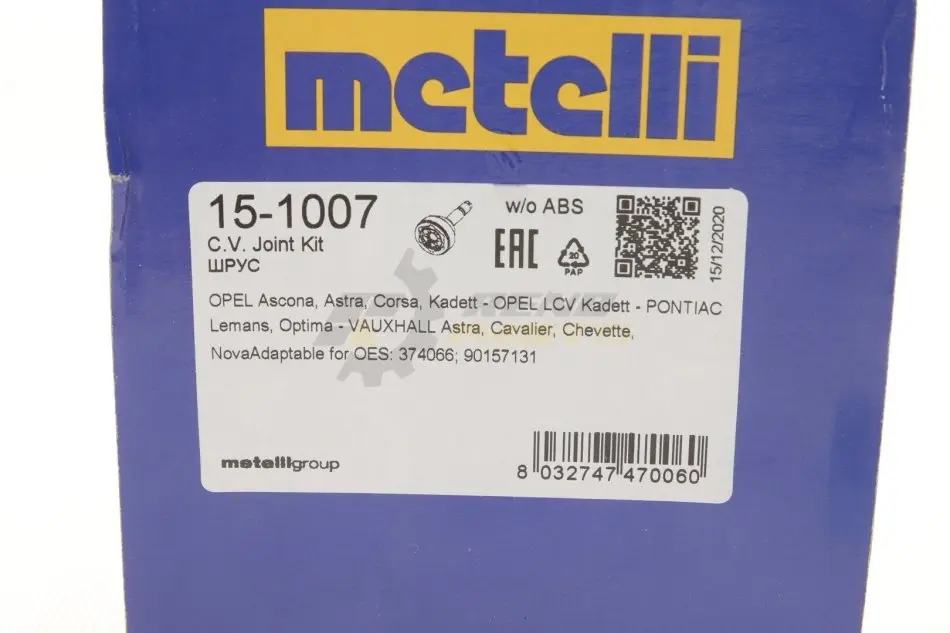 metelli
15-1007
w/o ABS
C.V. Joint Kit
ШРУС
EAC
20
PAP
15/12/2020
OPEL Ascona, Astra, Corsa, Kadett - OPEL LCV Kadett - PONTIAC
Lemans, Optima - VAUXHALL Astra, Cavalier, Chevette,
NovaAdaptable for OES: 374066; 90157131
metelligroup
8 032747 470060